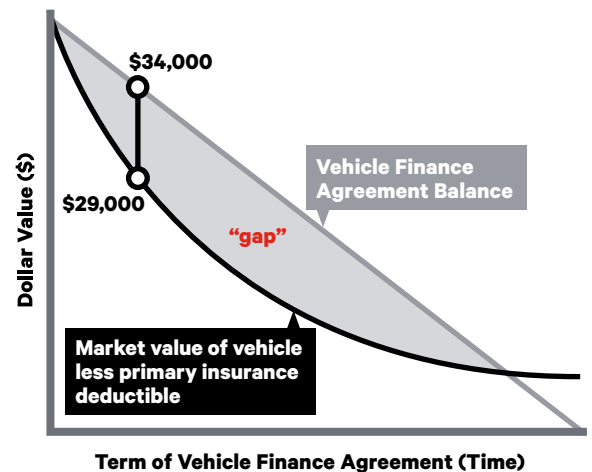 $34,000
Vehicle Finance
Agreement Balance
$29,000
“gap”
Dollar Value ($)
Market value of vehicle
less primary insurance
deductible
Term of Vehicle Finance Agreement (Time)